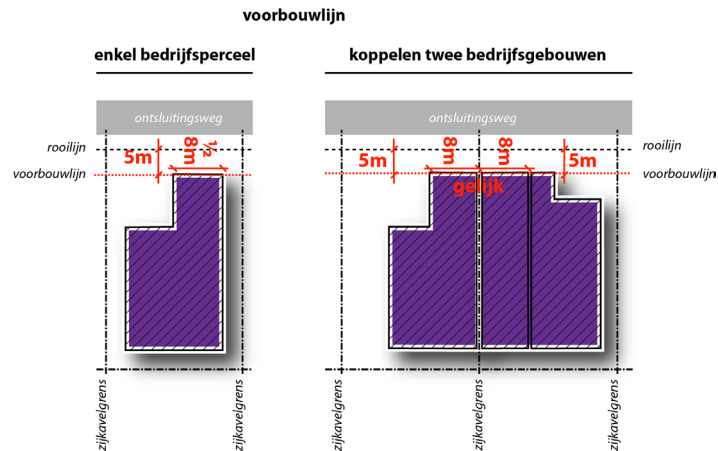 voorbouwlijn
enkel bedrijfsperceel
koppelen twee bedrijfsgebouwen
ontsluitingsweg
ontsluitingsweg
rooilijn
5m
½
8m
5m
8m
8m
5m
rooilijn
voorbouwlijn
gelijk
voorbouwlijn
zijkavelgrens
zijkavelgrens
zijkavelgrens
zijkavelgrens
zijkavelgrens